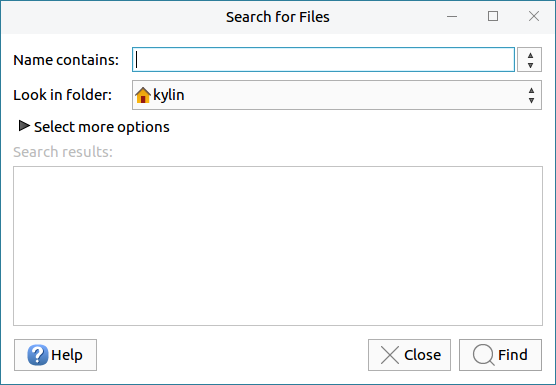 Search for Files
Name contains:
Look in folder: kylin
Select more options
Search results:
Help Close Find